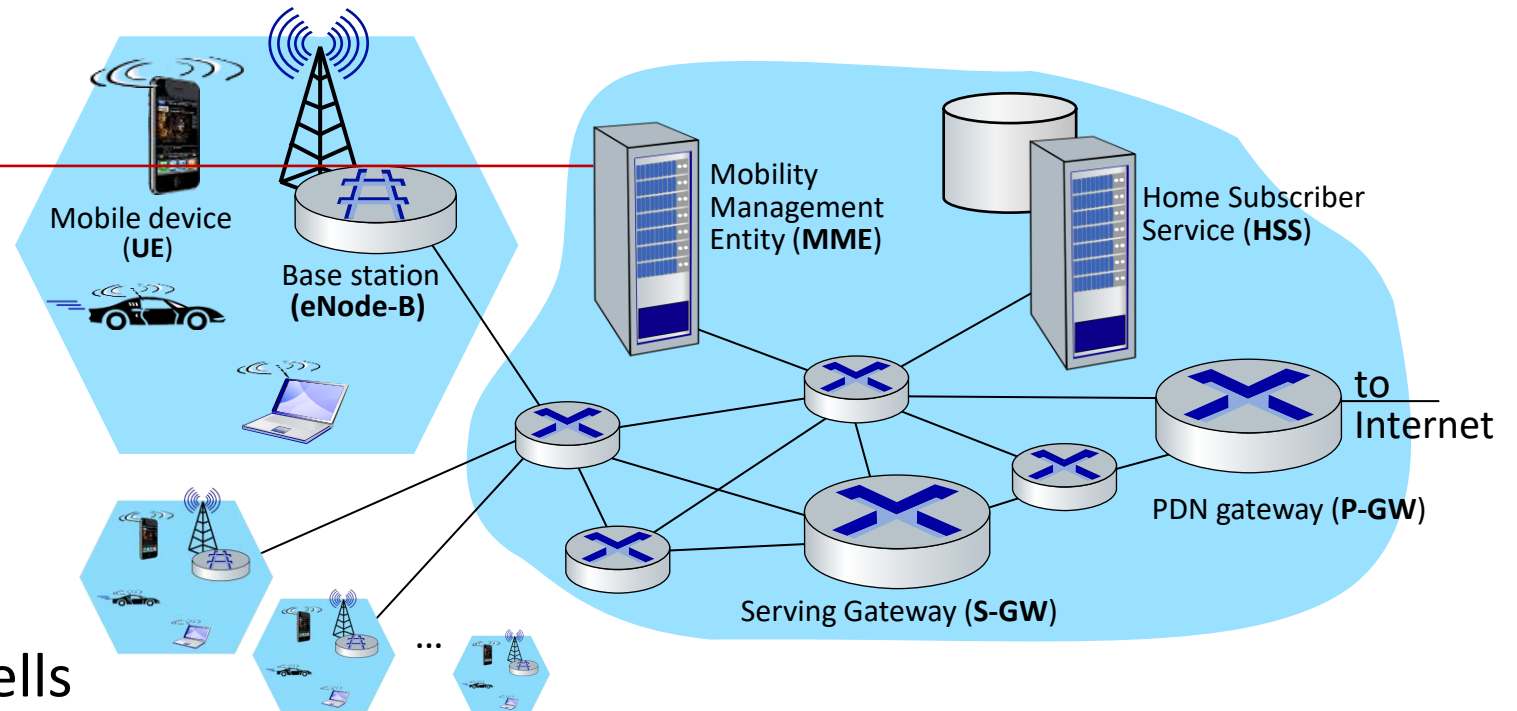 Mobile device
(UE)
Base station
(eNode-B)
Mobility
Management
Entity (MME)
Home Subscriber
Service (HSS)
to
Internet
PDN gateway (P-GW)
Serving Gateway (S-GW)
...
ells